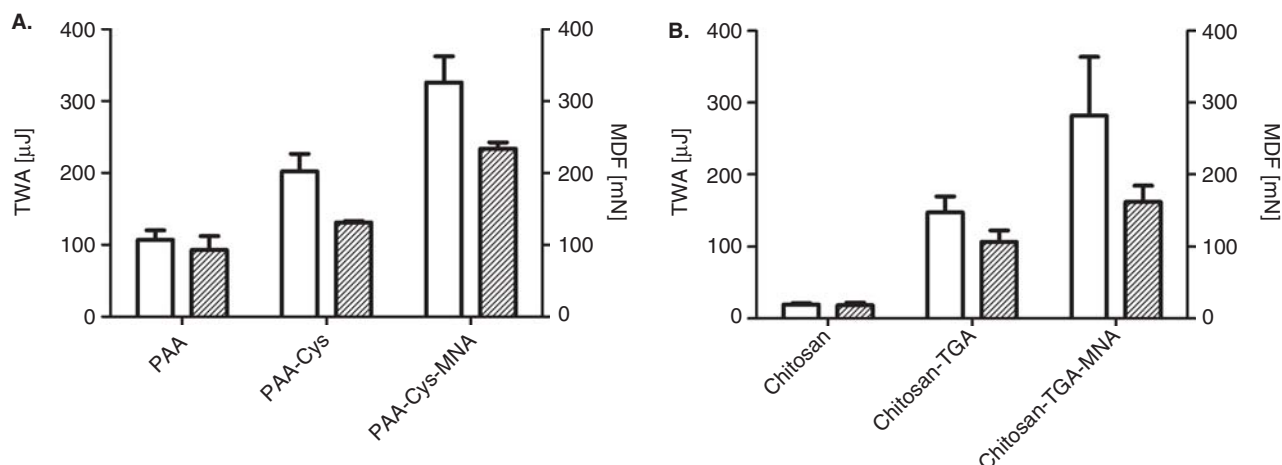 A.
TWA [μJ]
400
300
200
100
0
MDF [mN]
400
300
200
100
0
PAA
PAA-Cys
PAA-Cys-MNA
B.
TWA [μJ]
400
300
200
100
0
MDF [mN]
400
300
200
100
0
Chitosan
Chitosan-TGA
Chitosan-TGA-MNA